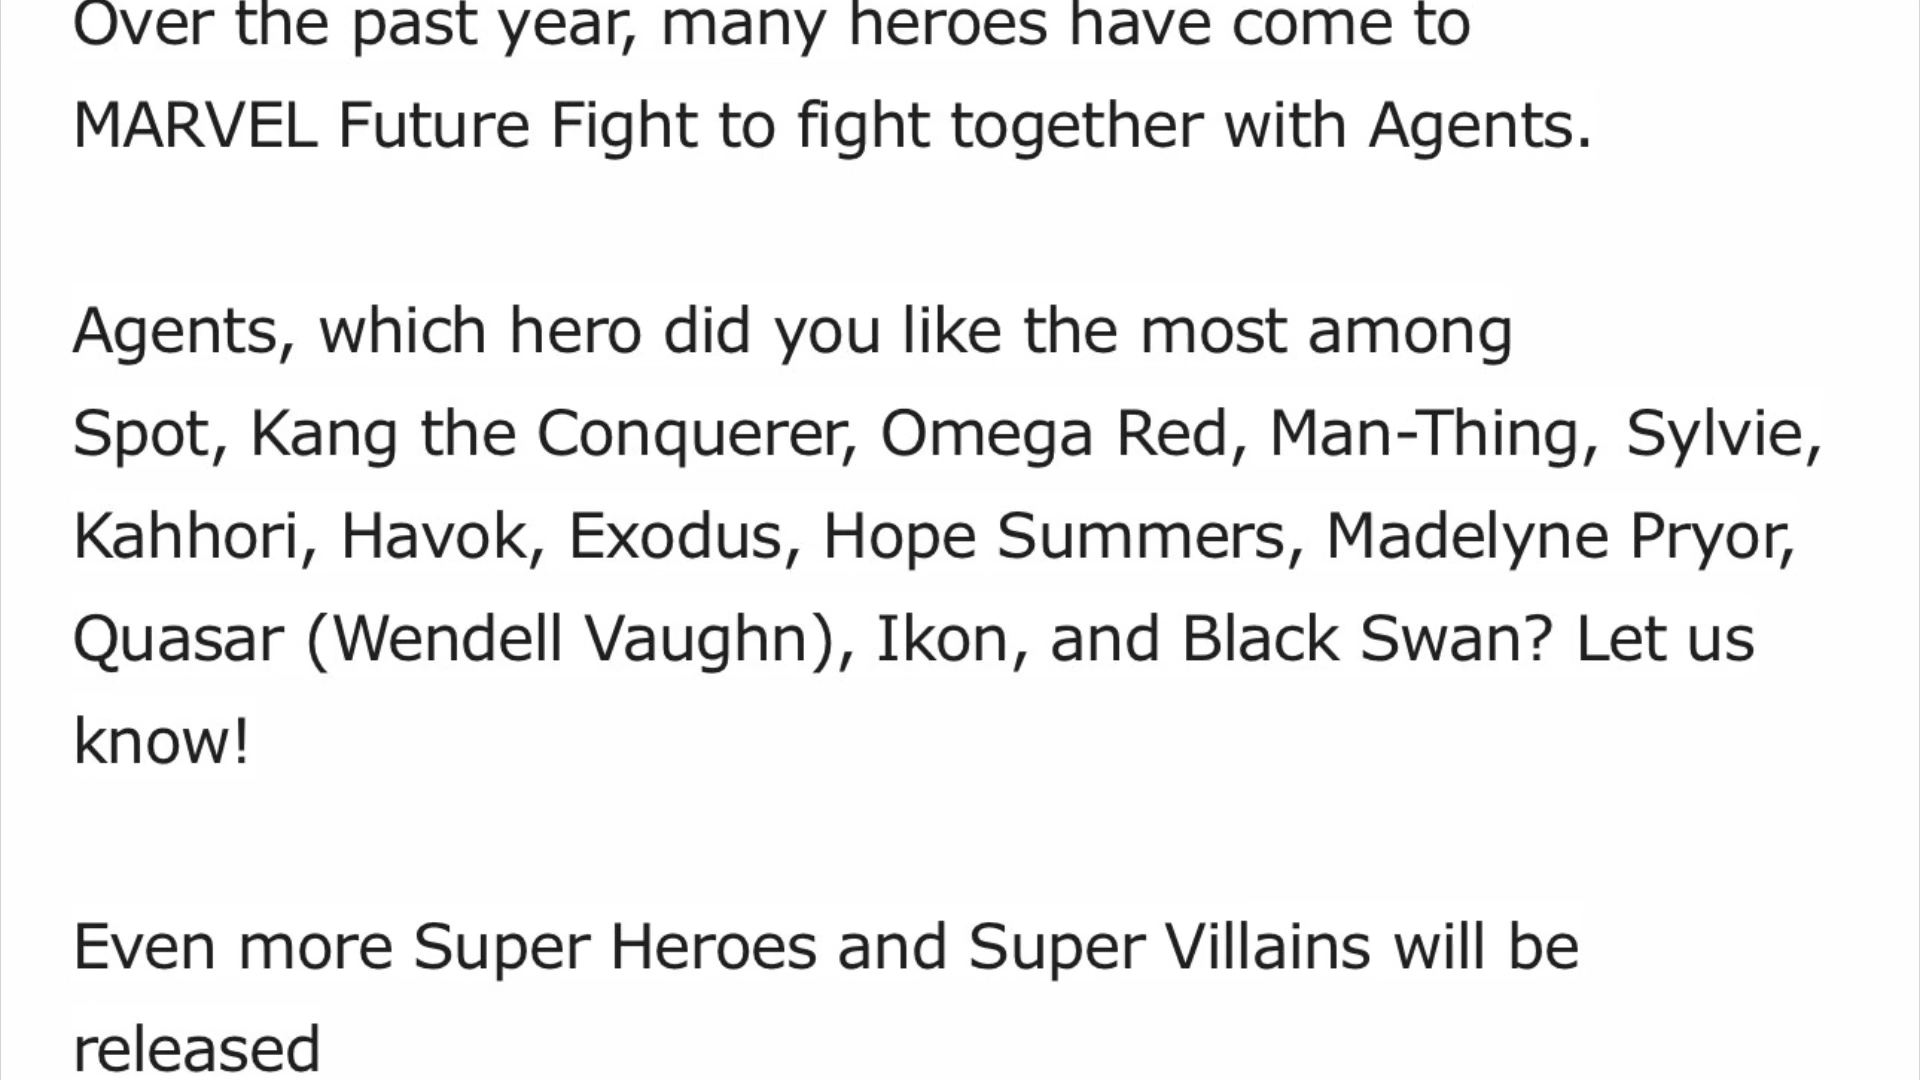 Over the past year, many heroes have come to
MARVEL Future Fight to fight together with Agents.
Agents, which hero did you like the most among
Spot, Kang the Conquerer, Omega Red, Man-Thing, Sylvie,
Kahhori, Havok, Exodus, Hope Summers, Madelyne Pryor,
Quasar (Wendell Vaughn), Ikon, and Black Swan? Let us
know!
Even more Super Heroes and Super Villains will be
released